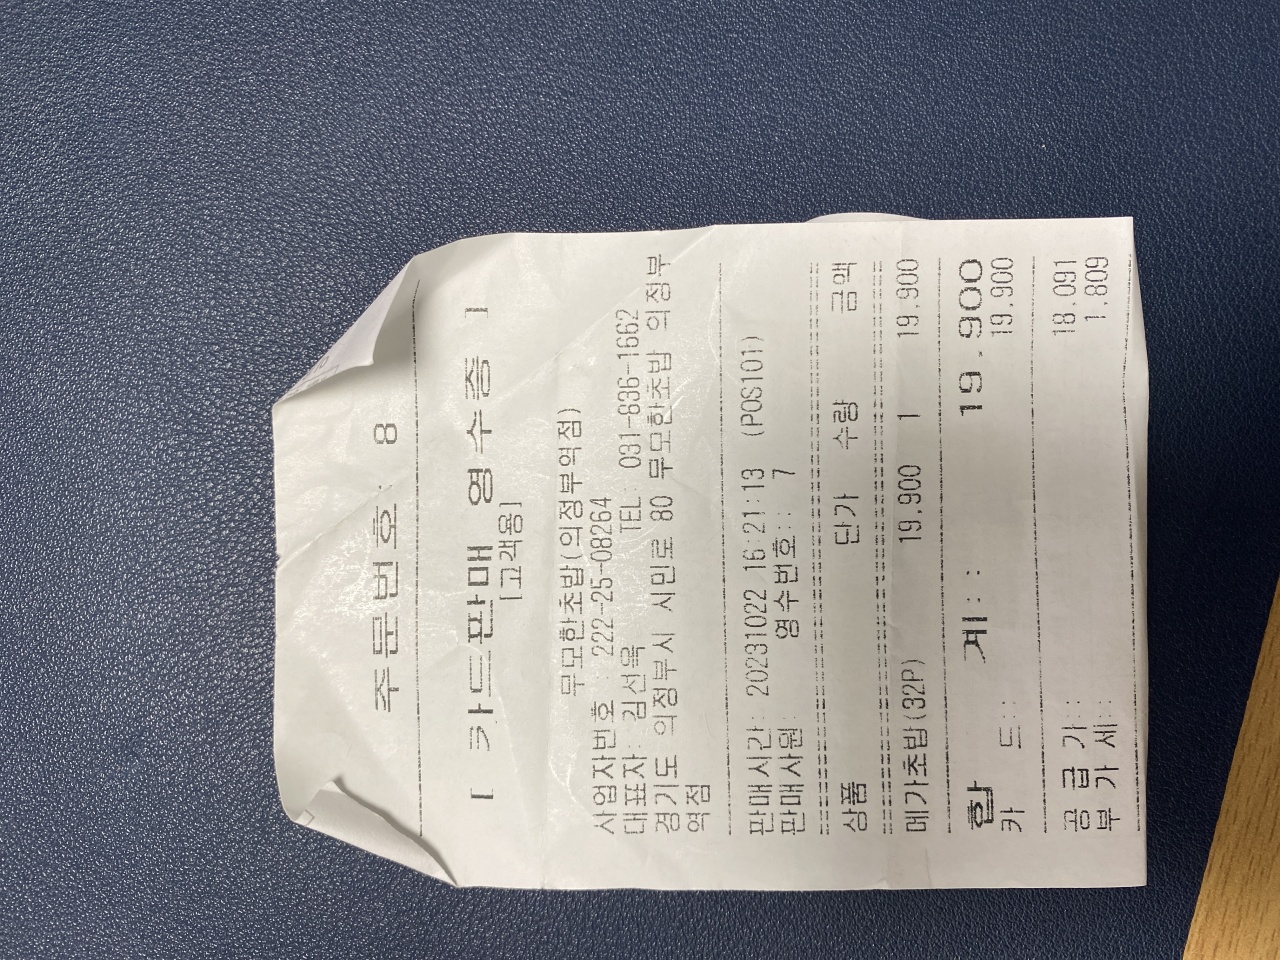 주문번호: 8
[ 카드판매 영수증 ]
[고객용]
무모한초밥(의정부역점)
사업자번호 : 222-25-08264
대표자: 김선욱 TEL: 031-836-1662
경기도 의정부시 시민로 80 무모한초밥 의정부
역점
판매시간: 20231022 16:21:13 (POS101)
판매사원: 영수번호:: 7
상품 단가 수량 금액
메가초밥(32P) 19.900 1 19.900
합 계:: 19.900
카 드:: 19.900
공 급 가:: 18.091
부 가 세:: 1.809